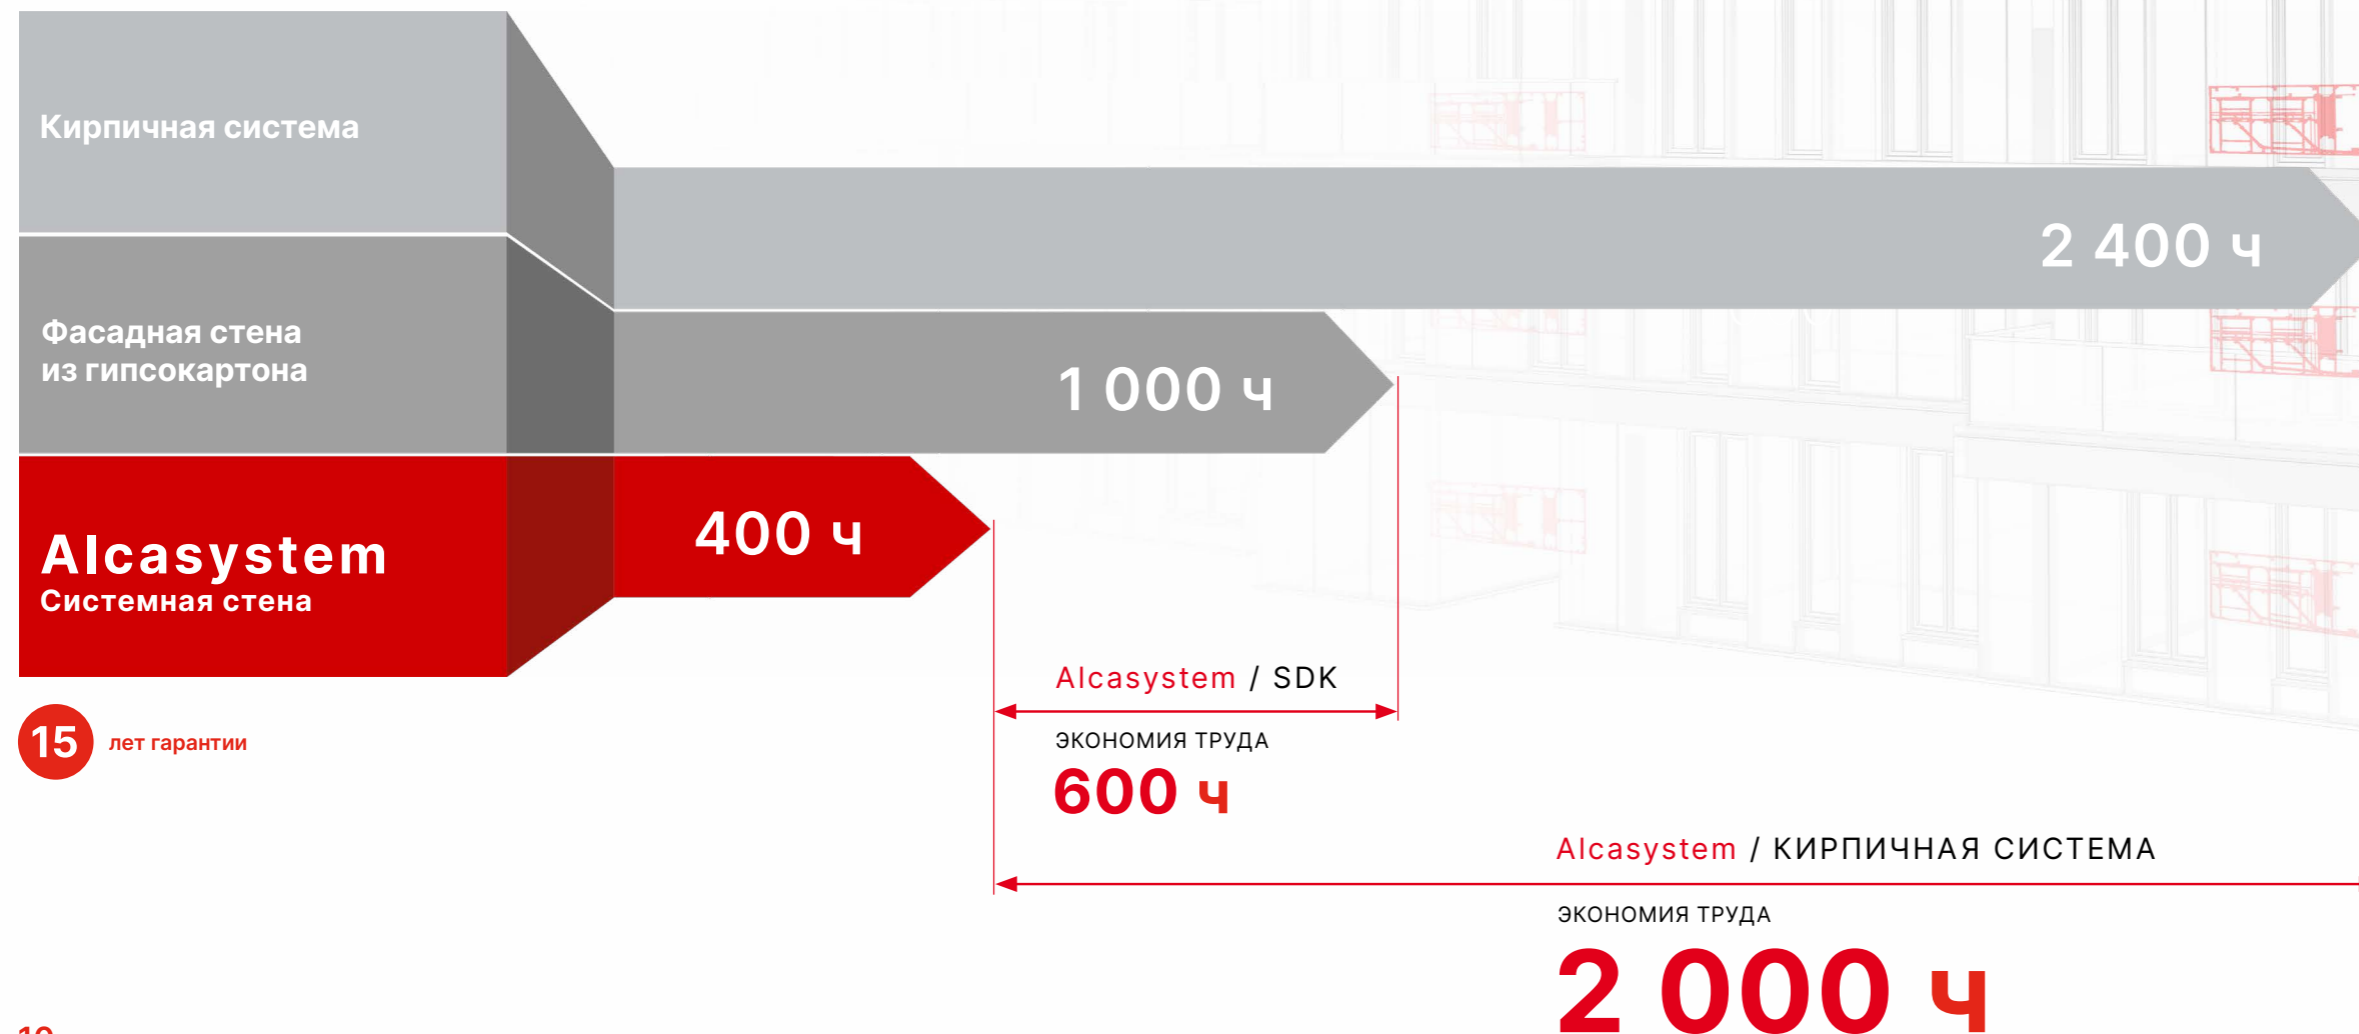 Кирпичная система
2 400 ч
Фасадная стена
из гипсокартона
1 000 ч
Alcasystem
Системная стена
400 ч
15 лет гарантии
Alcasystem / SDK
ЭКОНОМИЯ ТРУДА
600 ч
Alcasystem / КИРПИЧНАЯ СИСТЕМА
ЭКОНОМИЯ ТРУДА
2 000 ч